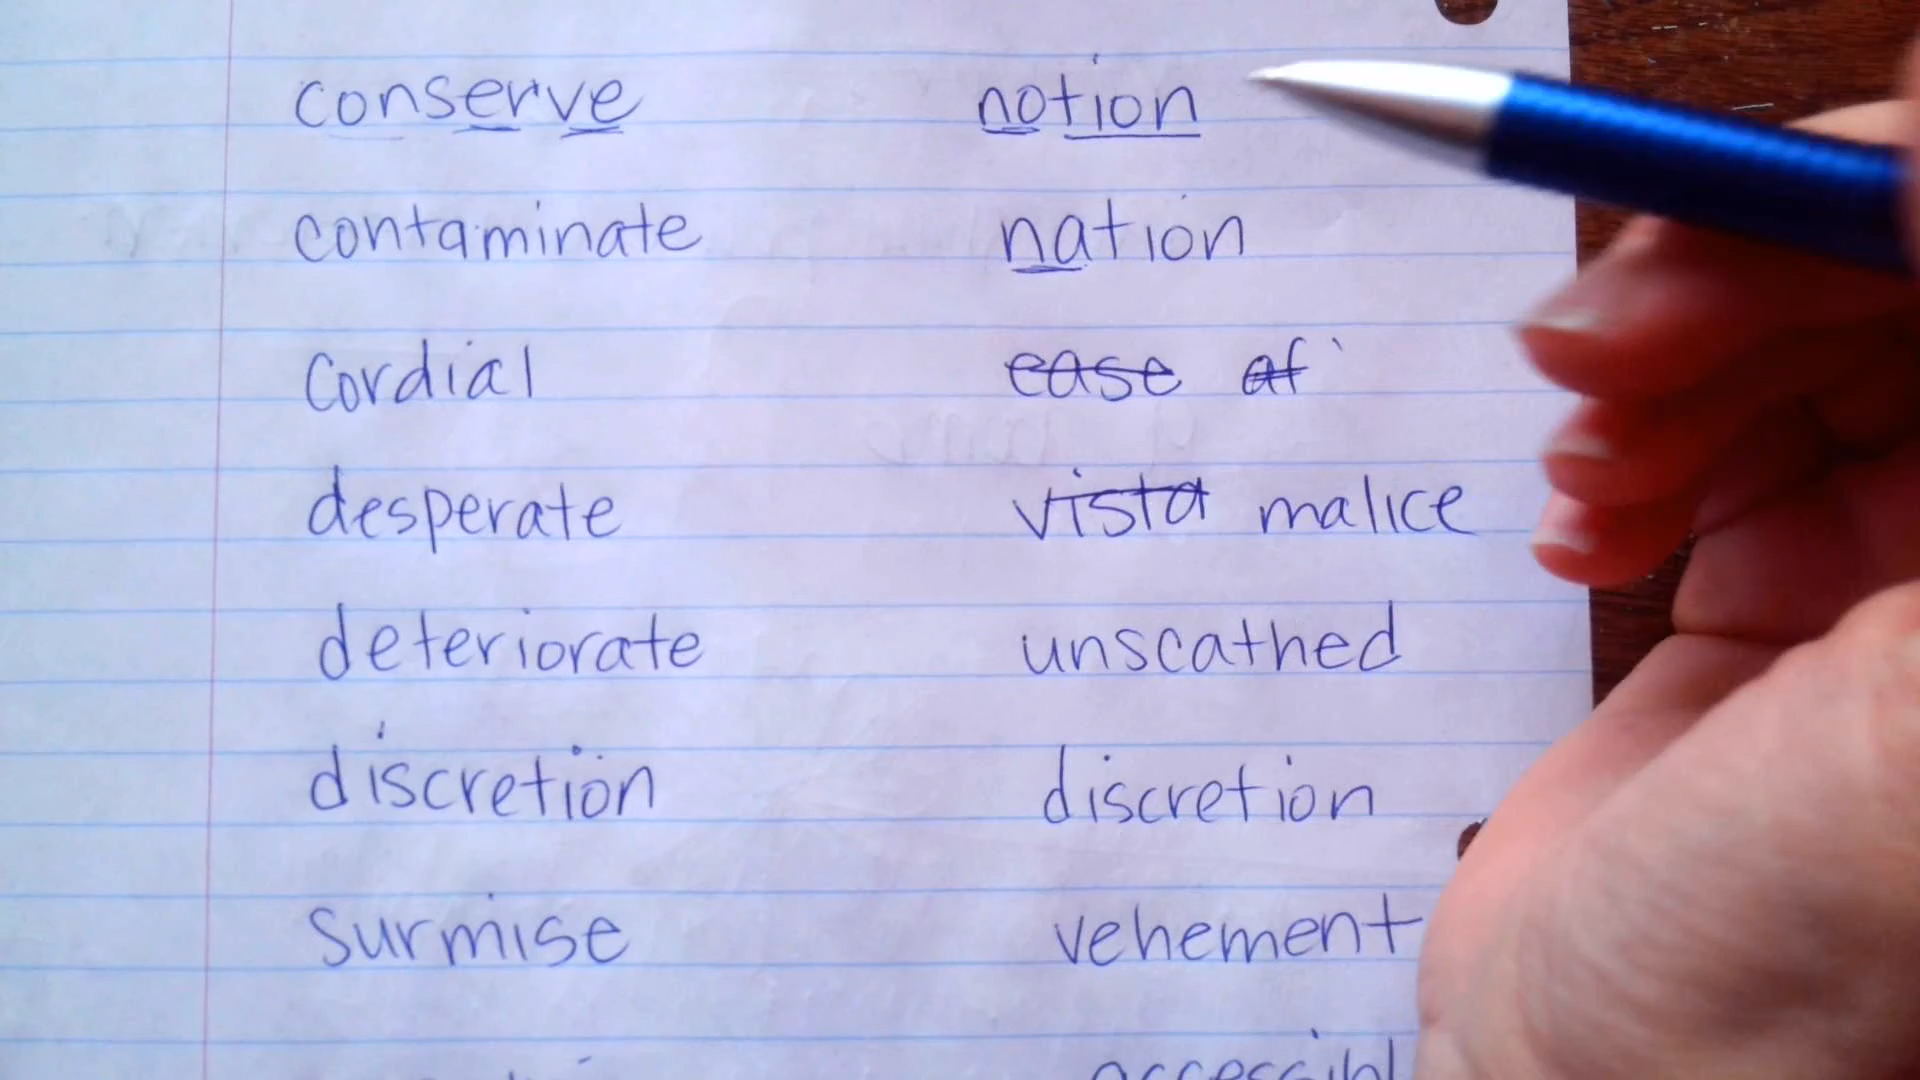 conserve notion
contaminate nation
cordial ease af
desperate vista malice
deteriorate unscathed
discretion discretion
surmise vehement